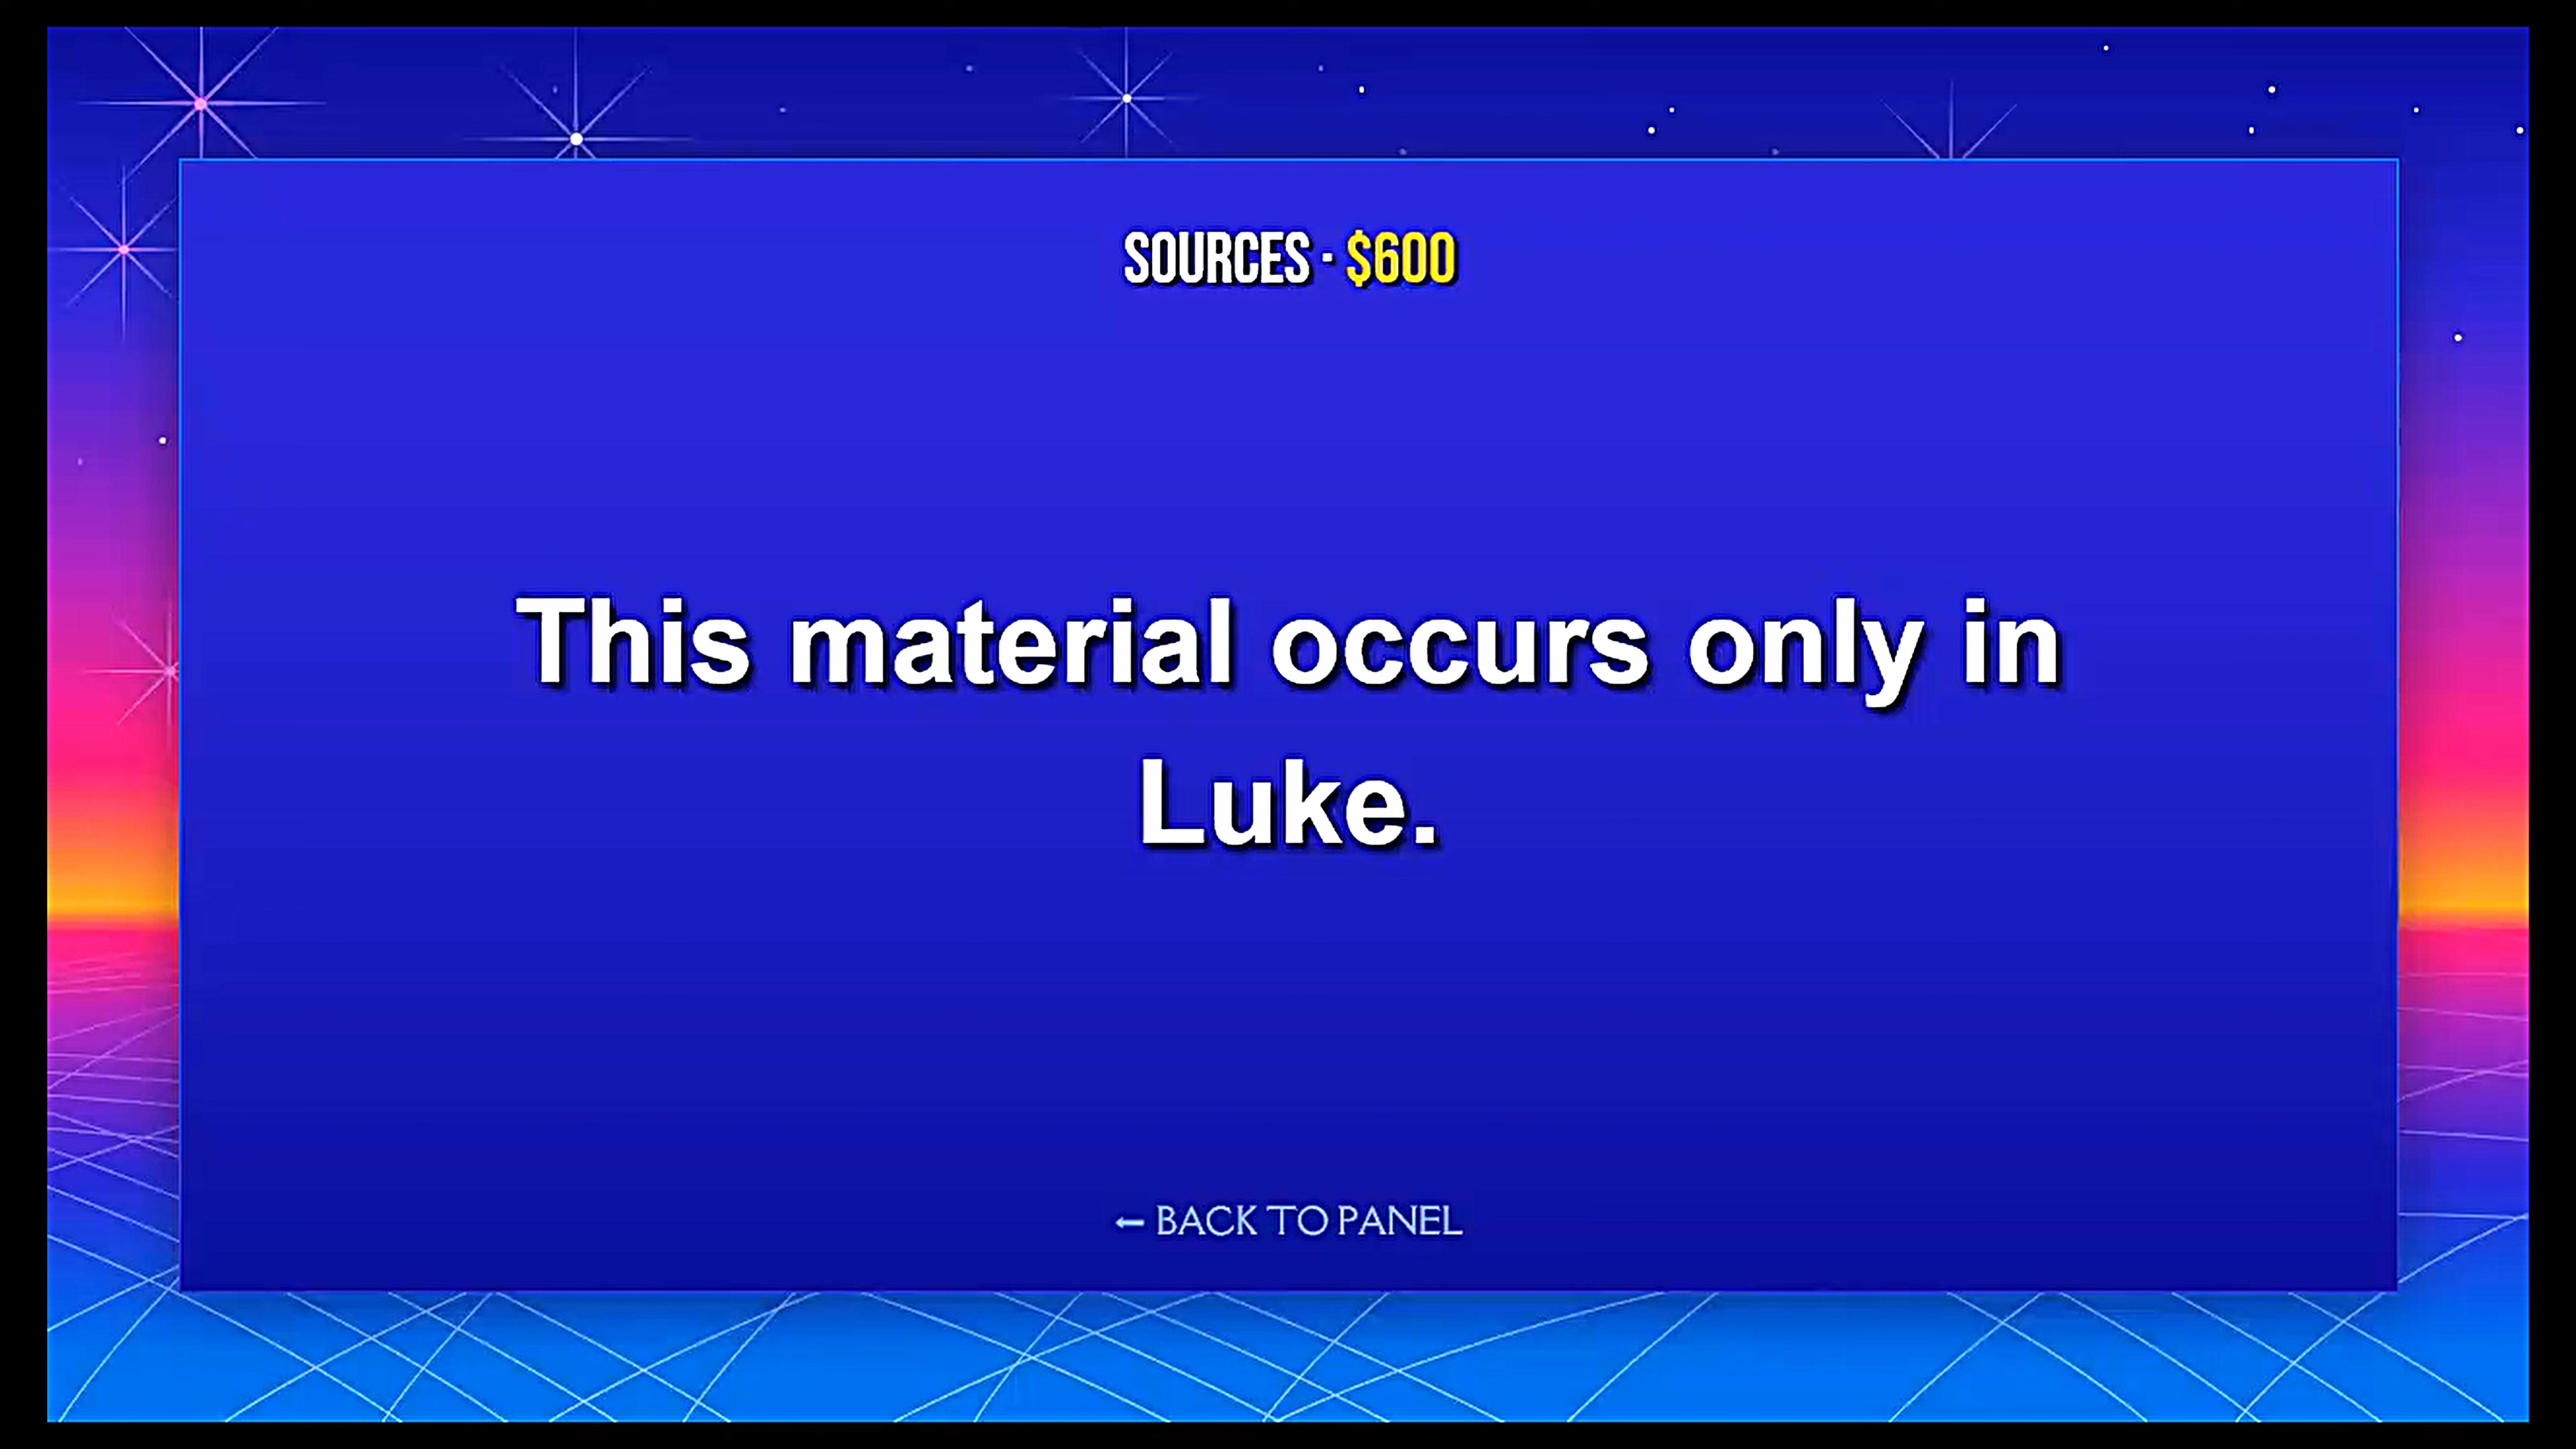 SOURCES · $600
This material occurs only in
Luke.
← BACK TO PANEL